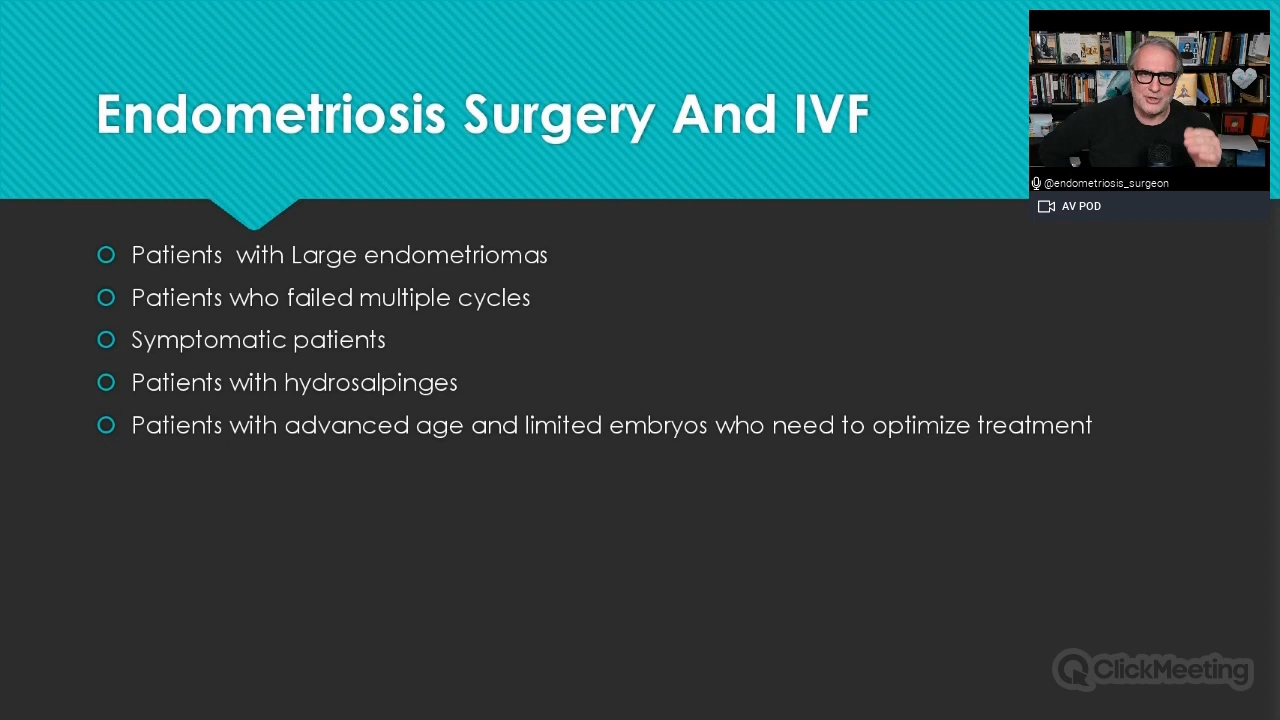 Endometriosis Surgery And IVF
@endometriosis_surgeon
AV POD
Patients  with Large endometriomas
Patients who failed multiple cycles
Symptomatic patients
Patients with hydrosalpinges
Patients with advanced age and limited embryos who need to optimize treatment
ClickMeeting